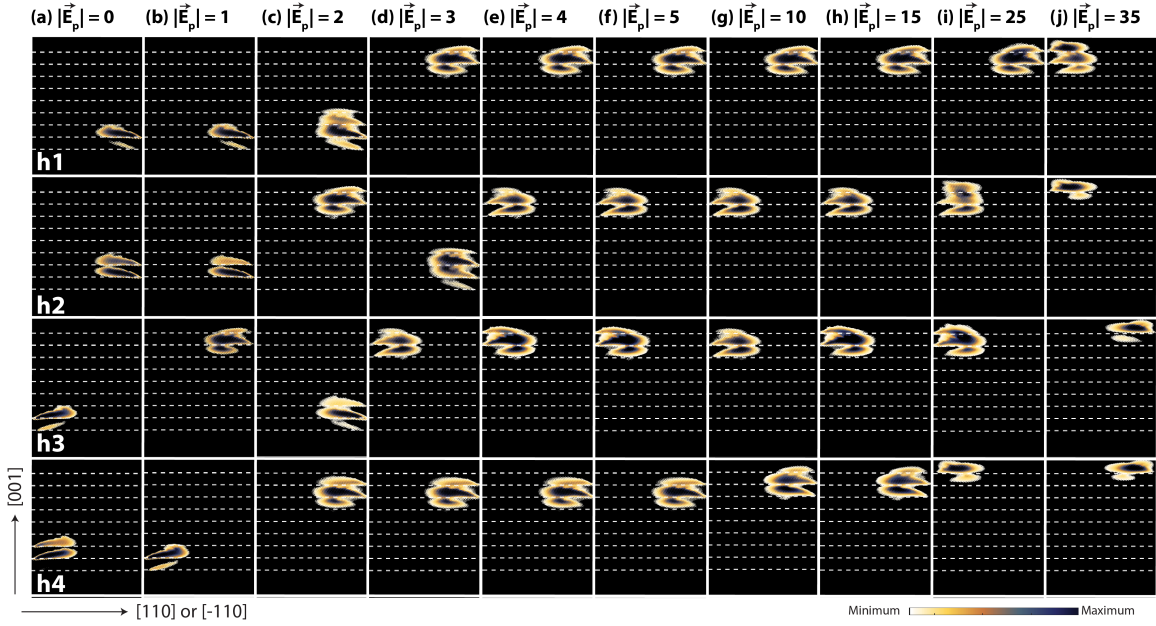 (a) |E⃗p| = 0 (b) |E⃗p| = 1 (c) |E⃗p| = 2 (d) |E⃗p| = 3 (e) |E⃗p| = 4 (f) |E⃗p| = 5 (g) |E⃗p| = 10 (h) |E⃗p| = 15 (i) |E⃗p| = 25 (j) |E⃗p| = 35
h1
h2
h3
h4
[001]
[110] or [-110]
Minimum Maximum